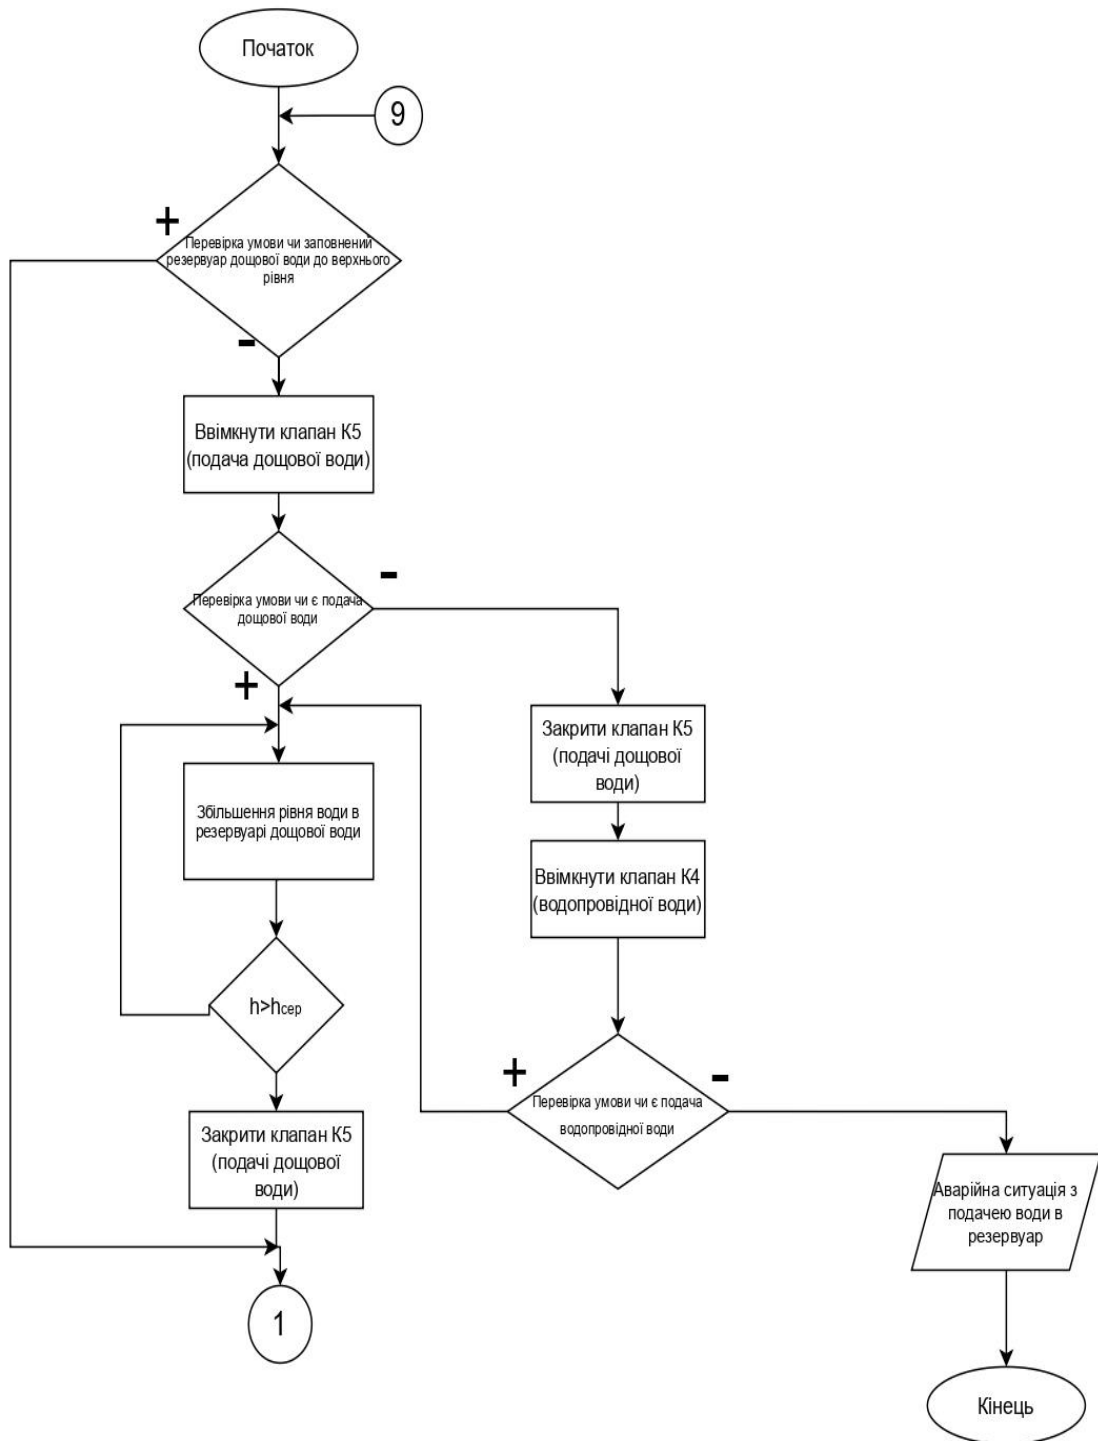 Початок
9
+
Перевірка умови чи заповнений
резервуар дощової води до верхнього
рівня
-
Ввімкнути клапан К5
(подача дощової води)
-
Перевірка умови чи є подача
дощової води
+
Закрити клапан К5
(подачі дощової
води)
Збільшення рівня води в
резервуарі дощової води
Ввімкнути клапан К4
(водопровідної води)
h>hсер
+
-
Перевірка умови чи є подача
водопровідної води
Закрити клапан К5
(подачі дощової
води)
Аварійна ситуація з
подачею води в
резервуар
1
Кінець